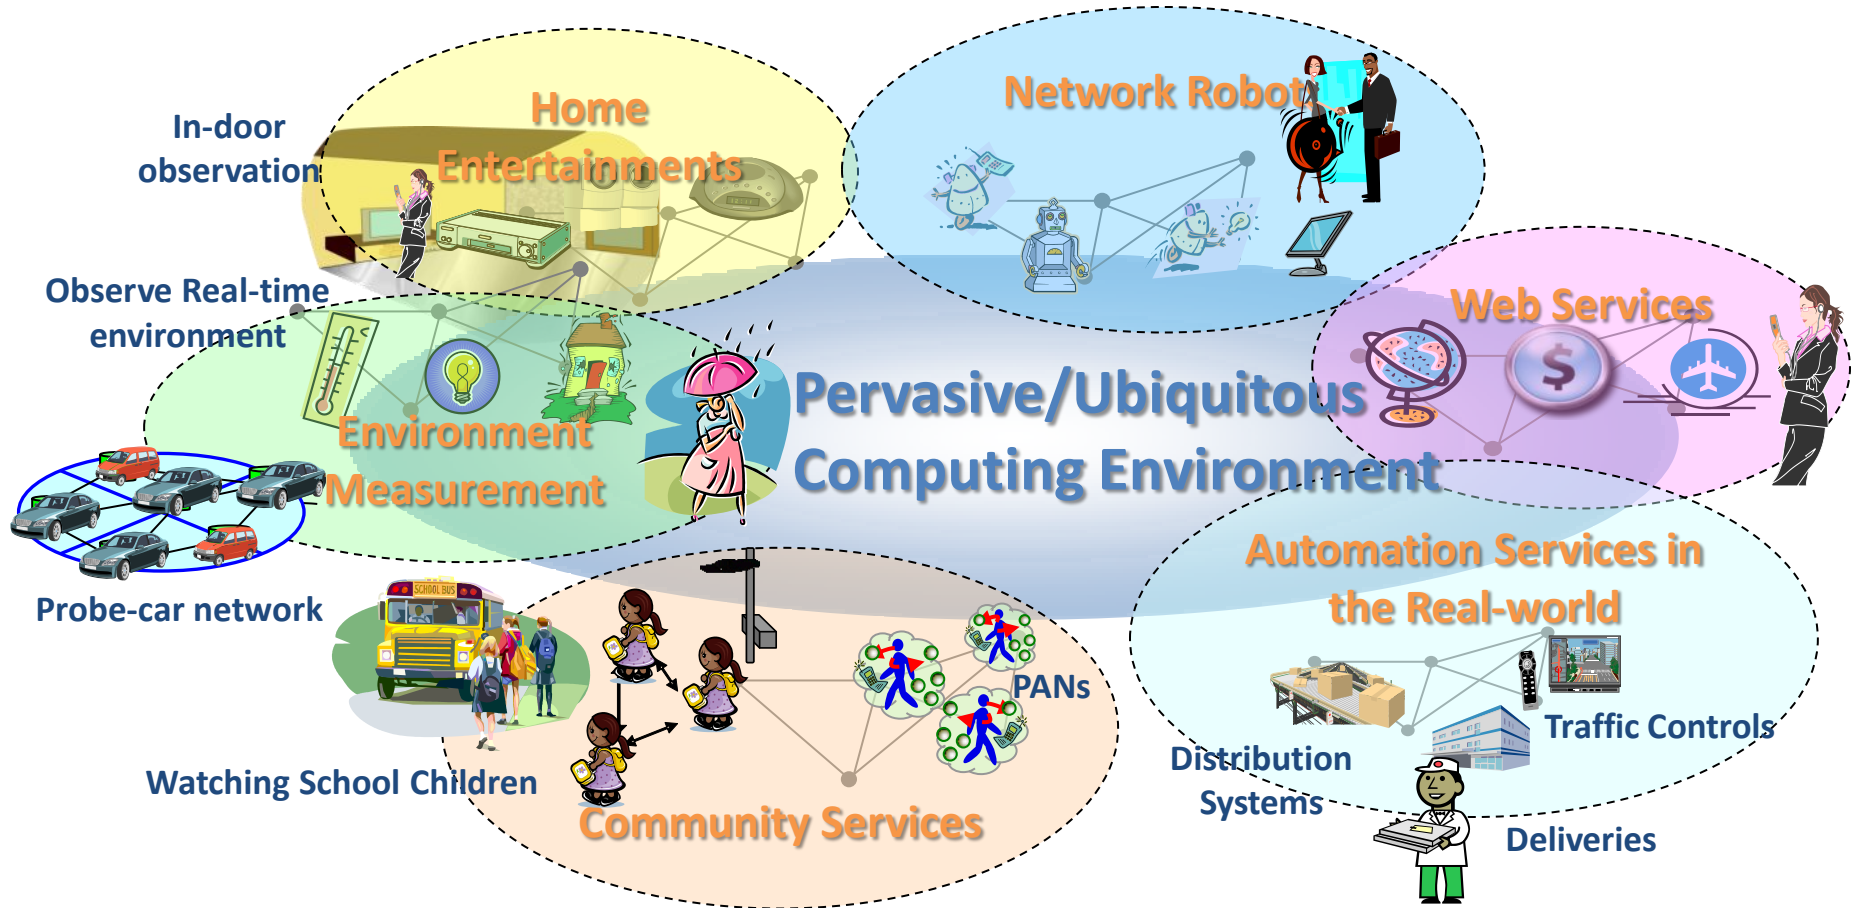 Home
Entertainments
Network Robot
In-door
observation
Observe Real-time
environment
Web Services
$
Pervasive/Ubiquitous
Computing Environment
Environment
Measurement
Probe-car network
SCHOOL BUS
Automation Services in
the Real-world
PANs
Watching School Children
Community Services
Traffic Controls
Distribution
Systems
Deliveries